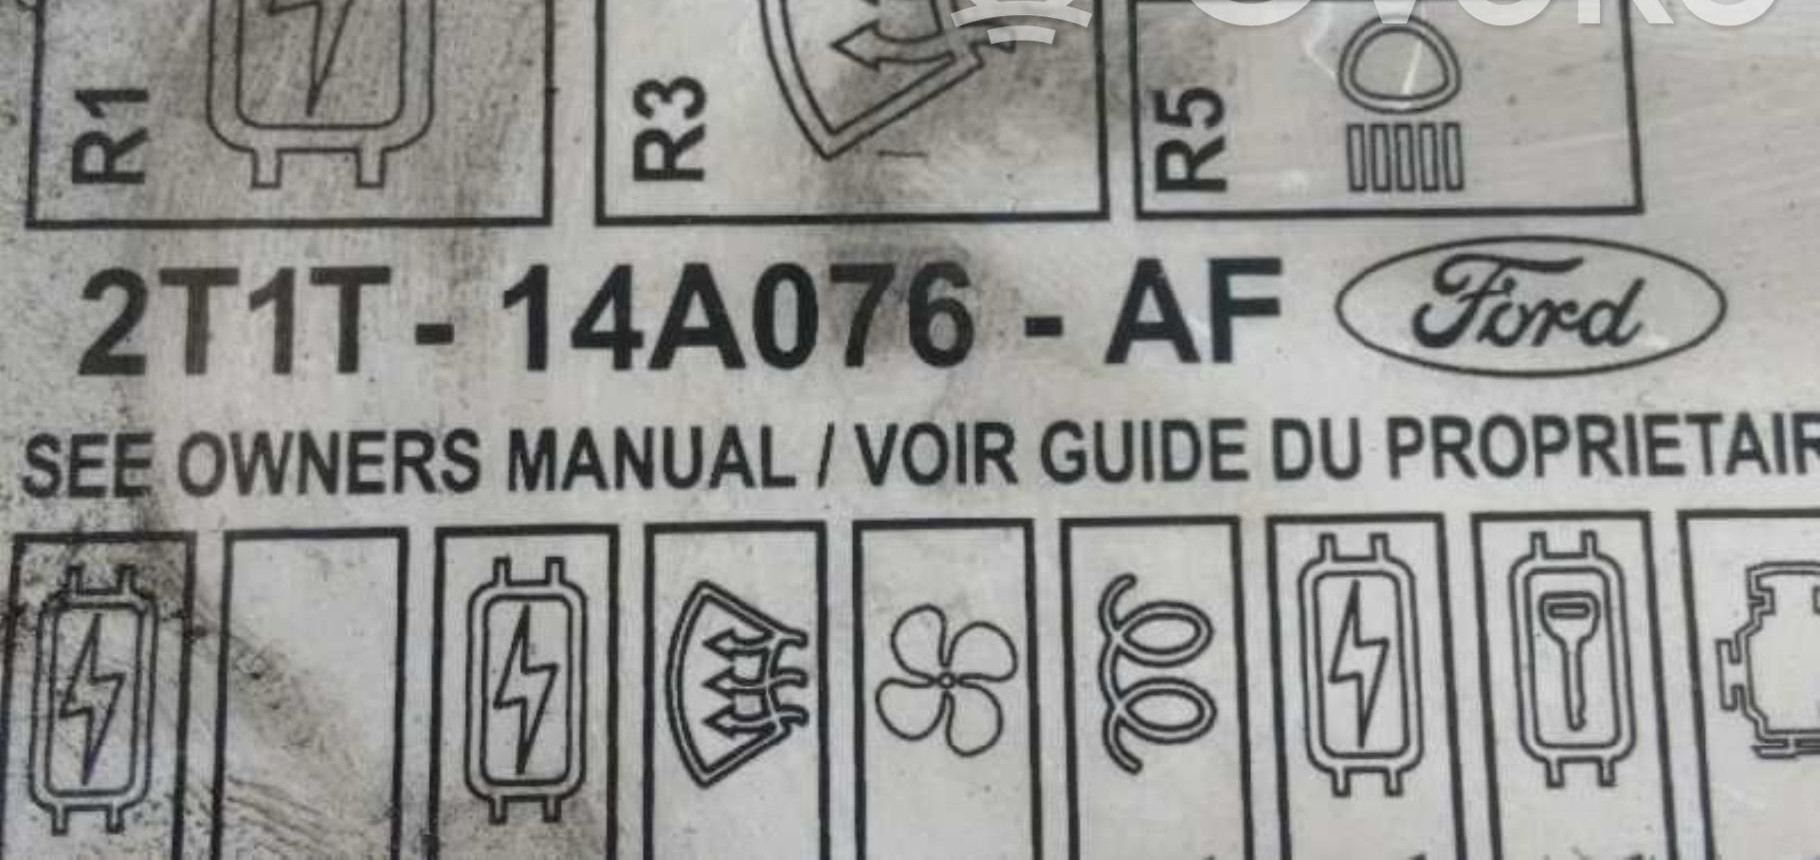 R1
R3
R5
2T1T - 14A076 - AF Ford
SEE OWNERS MANUAL / VOIR GUIDE DU PROPRIETAIR